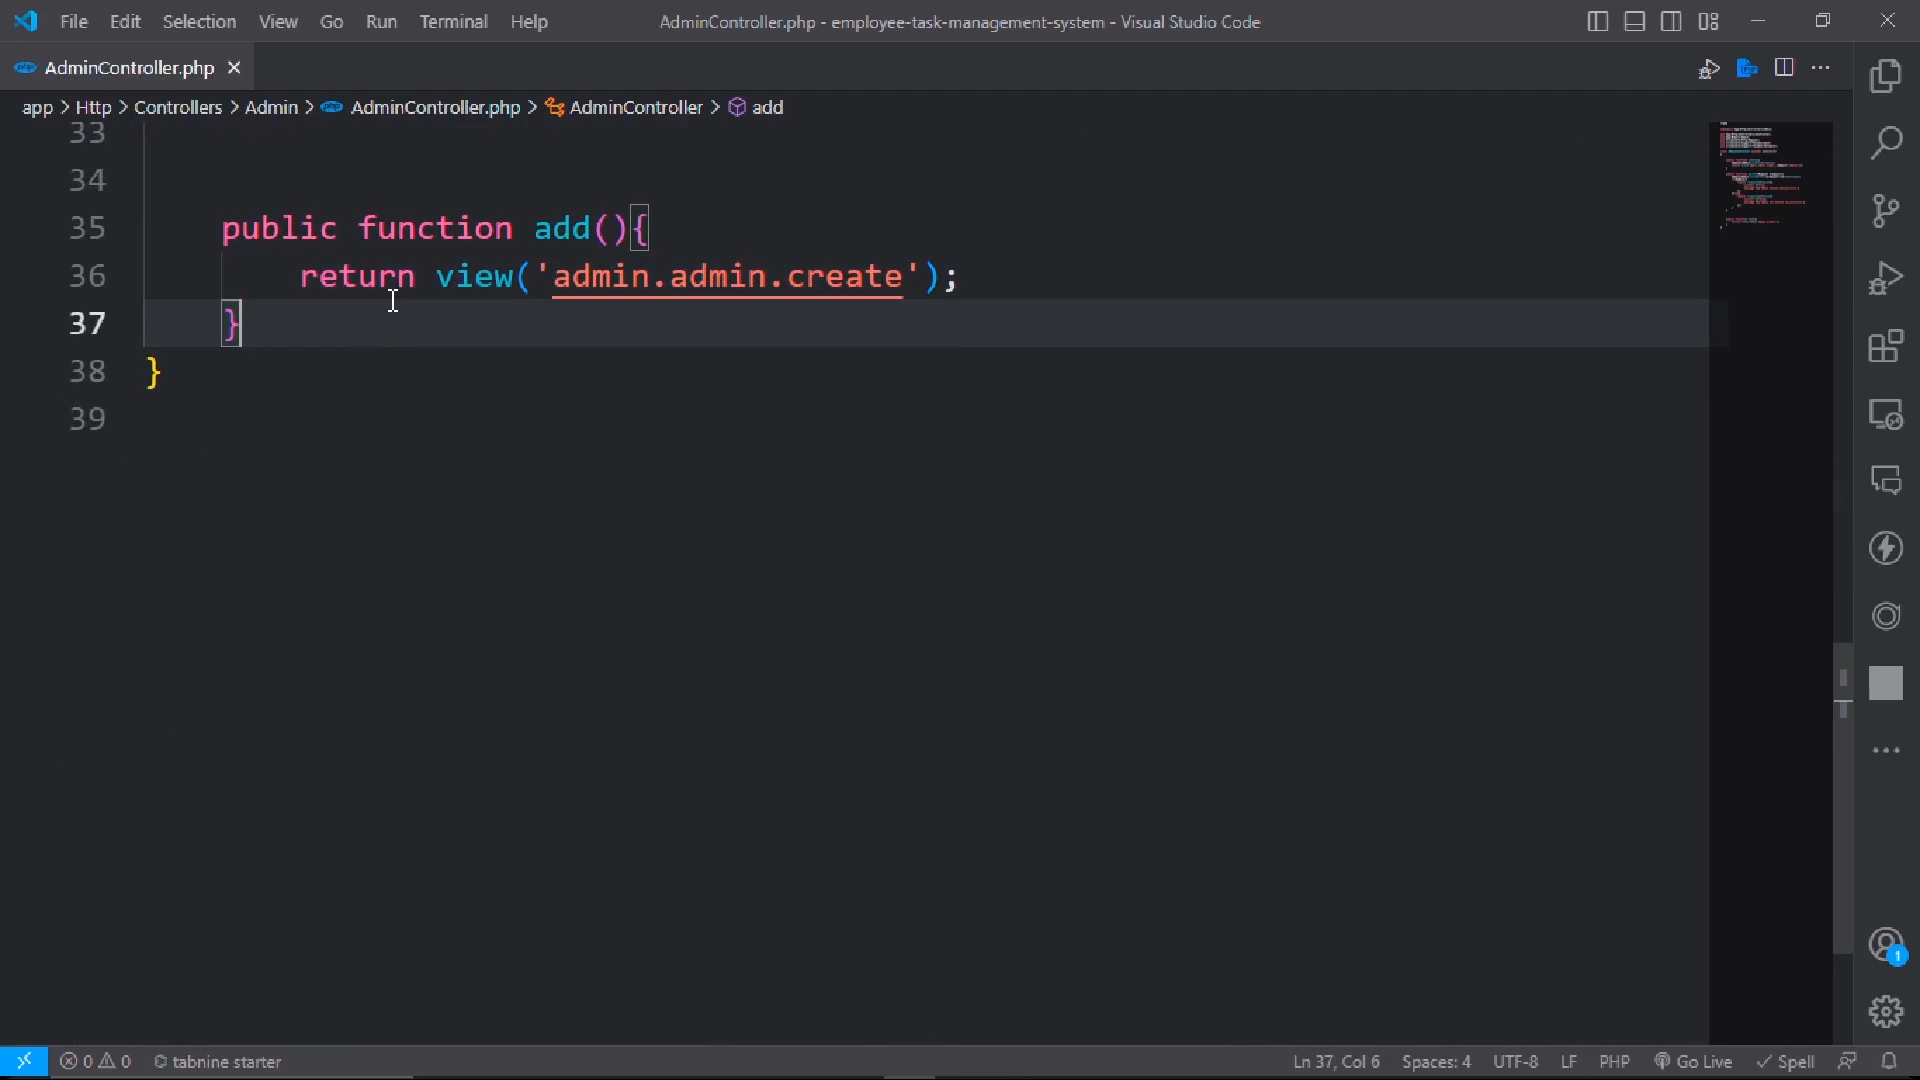 File Edit Selection View Go Run Terminal Help AdminController.php - employee-task-management-system - Visual Studio Code
php AdminController.php
app > Http > Controllers > Admin > php AdminController.php > AdminController > add
33
34
35 public function add(){
36 return view('admin.admin.create');
37 }
38 }
39
1
0 0 tabnine starter Ln 37, Col 6 Spaces: 4 UTF-8 LF PHP Go Live Spell